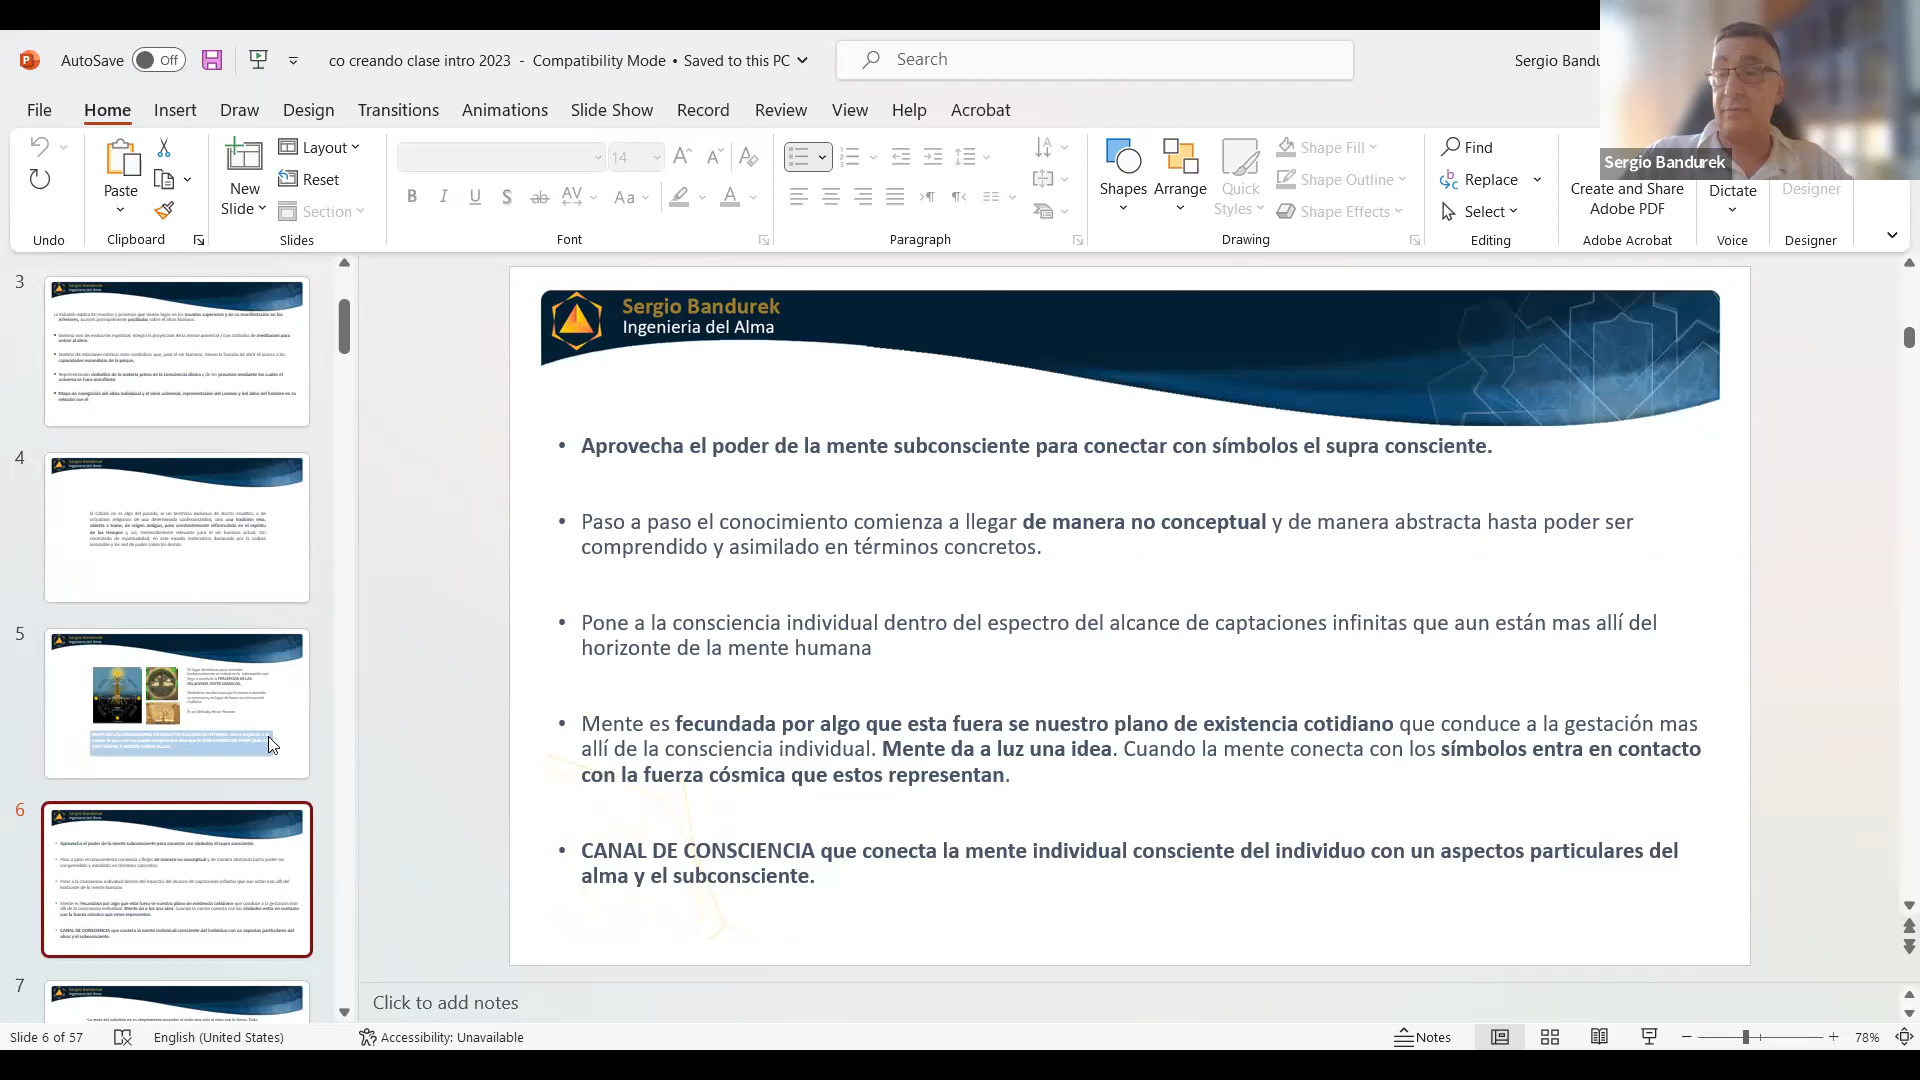 AutoSave Off co creando clase intro 2023 - Compatibility Mode • Saved to this PC Search Sergio Bandu
File Home Insert Draw Design Transitions Animations Slide Show Record Review View Help Acrobat
Paste
Clipboard
Undo
New Slide
Layout
Reset
Section
Slides
14
Font
Paragraph
Shapes
Arrange
Quick Styles
Shape Fill
Shape Outline
Shape Effects
Drawing
Find
Replace
Select
Editing
Create and Share
Adobe PDF
Adobe Acrobat
Dictate
Voice
Designer
Designer
Sergio Bandurek
3
4
5
6
7
Sergio Bandurek
Ingenieria del Alma
• Aprovecha el poder de la mente subconsciente para conectar con símbolos el supra consciente.
• Paso a paso el conocimiento comienza a llegar de manera no conceptual y de manera abstracta hasta poder ser
comprendido y asimilado en términos concretos.
• Pone a la consciencia individual dentro del espectro del alcance de captaciones infinitas que aun están mas allí del
horizonte de la mente humana
• Mente es fecundada por algo que esta fuera se nuestro plano de existencia cotidiano que conduce a la gestación mas
allí de la consciencia individual. Mente da a luz una idea. Cuando la mente conecta con los símbolos entra en contacto
con la fuerza cósmica que estos representan.
• CANAL DE CONSCIENCIA que conecta la mente individual consciente del individuo con un aspectos particulares del
alma y el subconsciente.
Click to add notes
Slide 6 of 57 English (United States) Accessibility: Unavailable Notes 78%